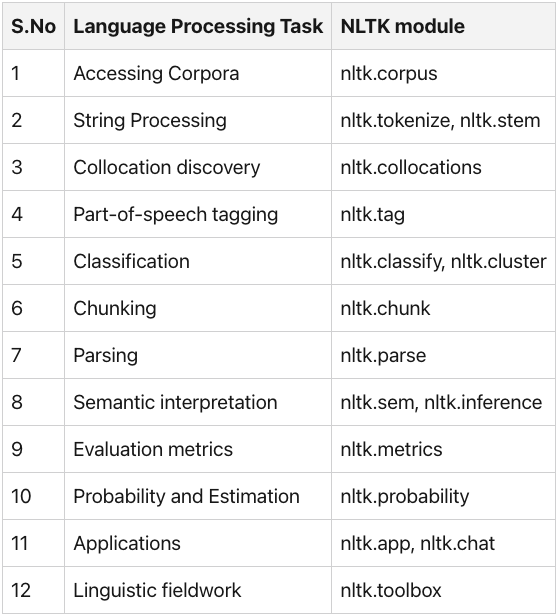 S.No Language Processing Task NLTK module
1 Accessing Corpora nltk.corpus
2 String Processing nltk.tokenize, nltk.stem
3 Collocation discovery nltk.collocations
4 Part-of-speech tagging nltk.tag
5 Classification nltk.classify, nltk.cluster
6 Chunking nltk.chunk
7 Parsing nltk.parse
8 Semantic interpretation nltk.sem, nltk.inference
9 Evaluation metrics nltk.metrics
10 Probability and Estimation nltk.probability
11 Applications nltk.app, nltk.chat
12 Linguistic fieldwork nltk.toolbox